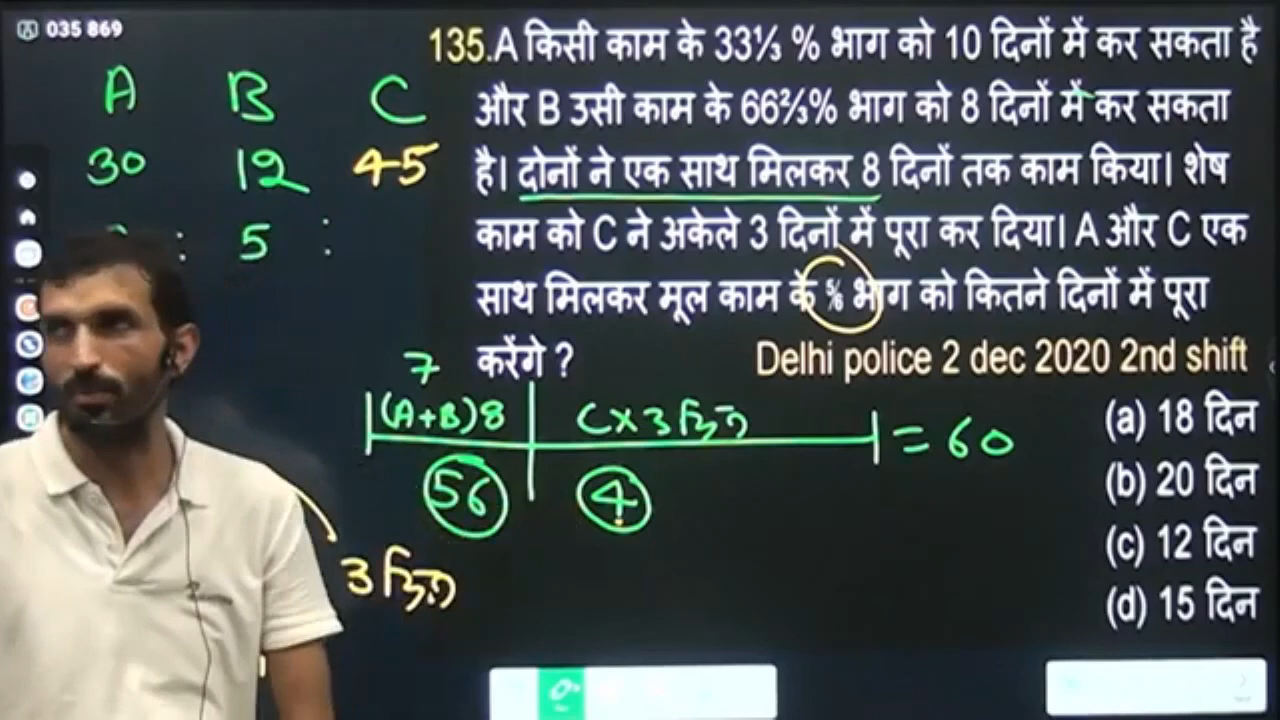 035 869
135.A किसी काम के 33⅓ % भाग को 10 दिनों में कर सकता है
और B उसी काम के 66⅔% भाग को 8 दिनों में कर सकता
है। दोनों ने एक साथ मिलकर 8 दिनों तक काम किया। शेष
काम को C ने अकेले 3 दिनों में पूरा कर दिया। A और C एक
साथ मिलकर मूल काम के ⅚ भाग को कितने दिनों में पूरा
करेंगे ?
Delhi police 2 dec 2020 2nd shift
(a) 18 दिन
(b) 20 दिन
(c) 12 दिन
(d) 15 दिन
A B C
30 12 45
: 5 :
7
(A+B)8 C×3 दिन = 60
56 4
3 दिन